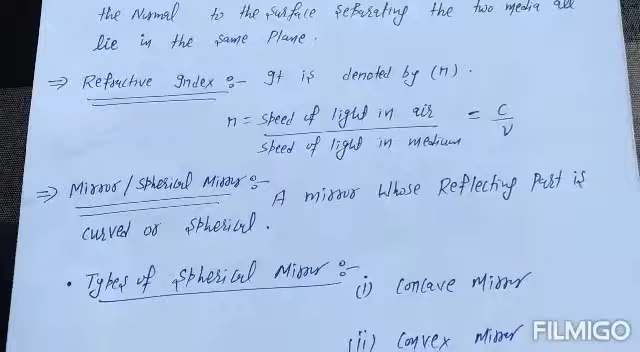 the Normal to the surface separating the two media all
lie in the same Plane.
⇒ Refractive Index :- It is denoted by (n).
n = speed of light in air / speed of light in medium = C / V
⇒ Mirror / Spherical Mirror :- A mirror whose Reflecting Part is
curved or spherical.
• Types of Spherical Mirror :- (i) Concave Mirror
(ii) Convex Mirror
FILMIGO